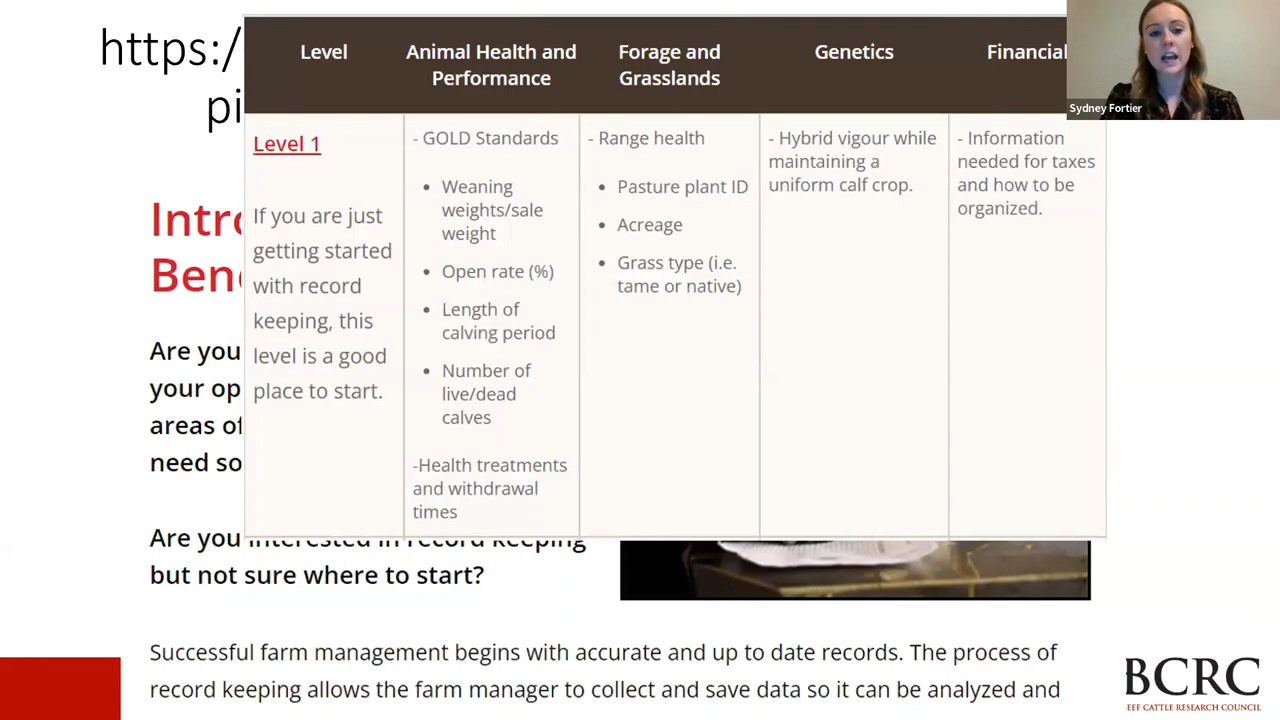 https:/
pi
Level
Animal Health and
Performance
Forage and
Grasslands
Genetics
Financial
Sydney Fortier
Level 1
If you are just
getting started
with record
keeping, this
level is a good
place to start.
- GOLD Standards
• Weaning
weights/sale
weight
• Open rate (%)
• Length of
calving period
• Number of
live/dead
calves
-Health treatments
and withdrawal
times
- Range health
• Pasture plant ID
• Acreage
• Grass type (i.e.
tame or native)
- Hybrid vigour while
maintaining a
uniform calf crop.
- Information
needed for taxes
and how to be
organized.
Intro
Ben
Are you
your op
areas of
need so
Are you interested in record keeping
but not sure where to start?
Successful farm management begins with accurate and up to date records. The process of
record keeping allows the farm manager to collect and save data so it can be analyzed and
BCRC
EEF CATTLE RESEARCH COUNCIL